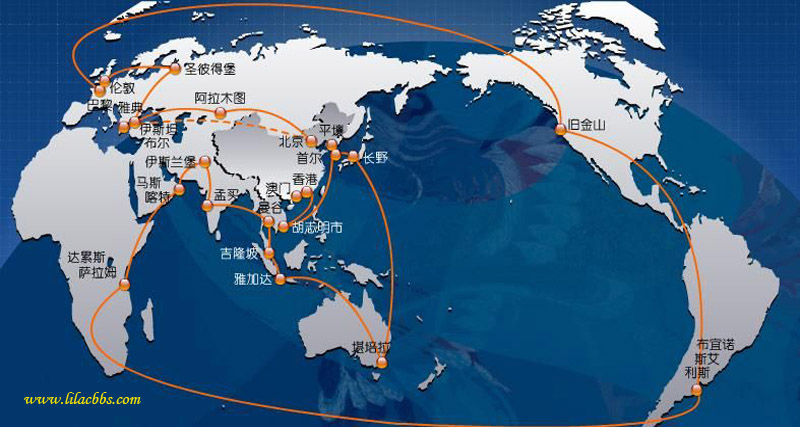 圣彼得堡
伦敦
巴黎
雅典
阿拉木图
伊斯坦
布尔
北京
平壤
首尔
长野
旧金山
伊斯兰堡
马斯
喀特
孟买
澳门
香港
曼谷
胡志明市
吉隆坡
雅加达
达累斯
萨拉姆
堪培拉
布宜诺
斯艾
利斯
www.lilacbbs.com